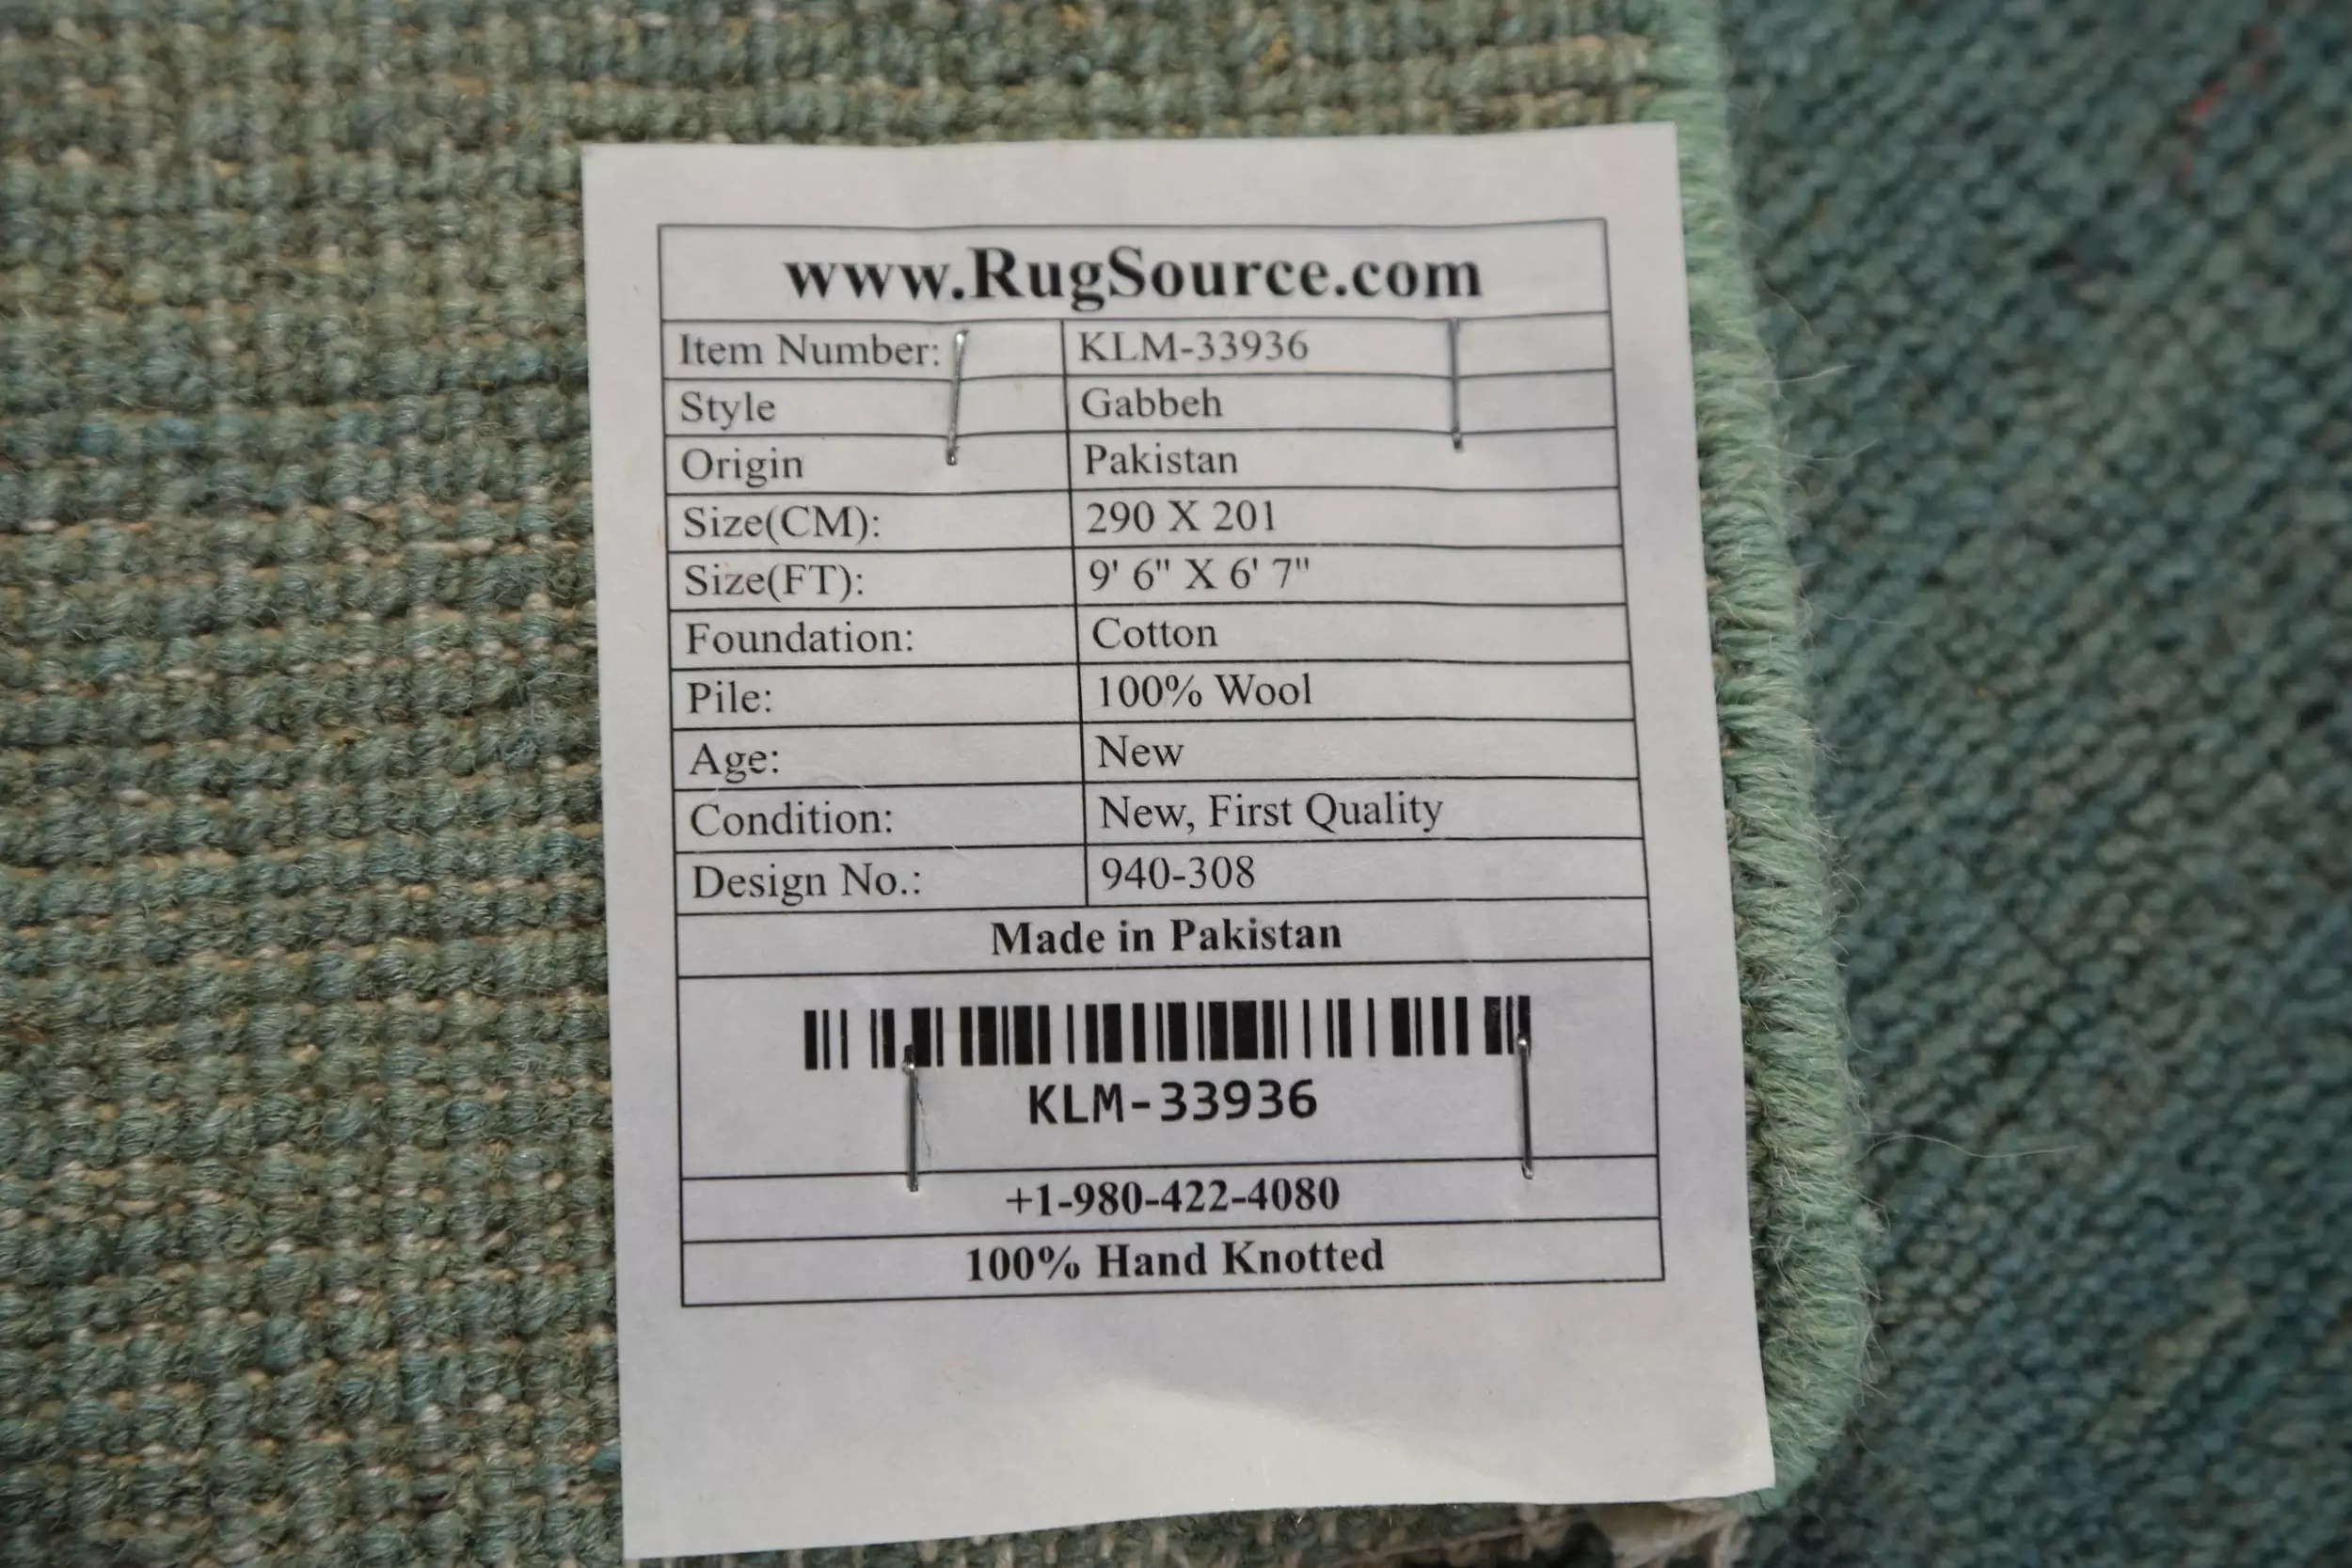 www.RugSource.com
Item Number: KLM-33936
Style Gabbeh
Origin Pakistan
Size(CM): 290 X 201
Size(FT): 9' 6" X 6' 7"
Foundation: Cotton
Pile: 100% Wool
Age: New
Condition: New, First Quality
Design No.: 940-308
Made in Pakistan
KLM-33936
+1-980-422-4080
100% Hand Knotted